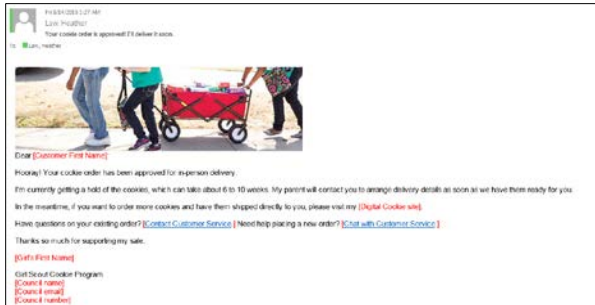 Law, Heather
Your cookie order is approved! I'll deliver it soon.
To Law, Heather
Dear [Customer First Name]
Hooray! Your cookie order has been approved for in-person delivery.
I'm currently getting a hold of the cookies, which can take about 6 to 10 weeks. My parent will contact you to arrange delivery details as soon as we have them ready for you.
In the meantime, if you want to order more cookies and have them shipped directly to you, please visit my [Digital Cookie site].
Have questions on your existing order? [Contact Customer Service ] Need help placing a new order? [Chat with Customer Service ]
Thanks so much for supporting my sale.
[Girl's First Name]
Girl Scout Cookie Program
[Council name]
[Council email]
[Council number]